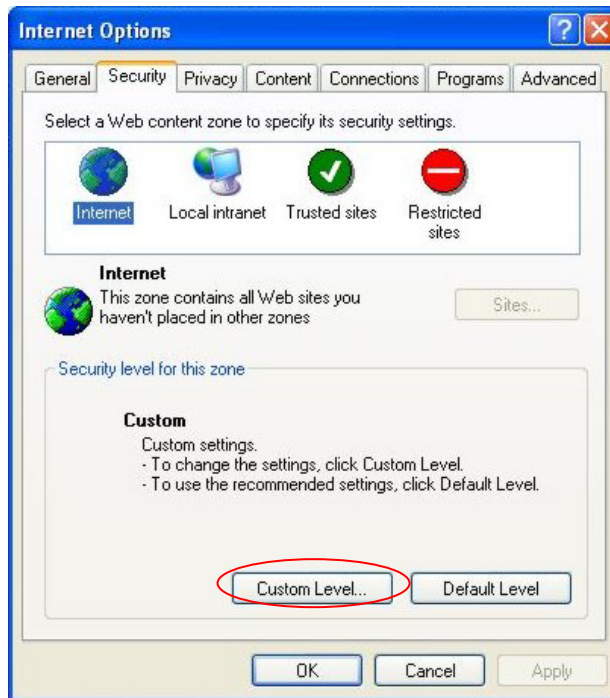 Internet Options
General Security Privacy Content Connections Programs Advanced
Select a Web content zone to specify its security settings.
Internet Local intranet Trusted sites Restricted
sites
Internet
This zone contains all Web sites you
haven't placed in other zones
Sites...
Security level for this zone
Custom
Custom settings.
- To change the settings, click Custom Level.
- To use the recommended settings, click Default Level.
Custom Level... Default Level
OK Cancel Apply